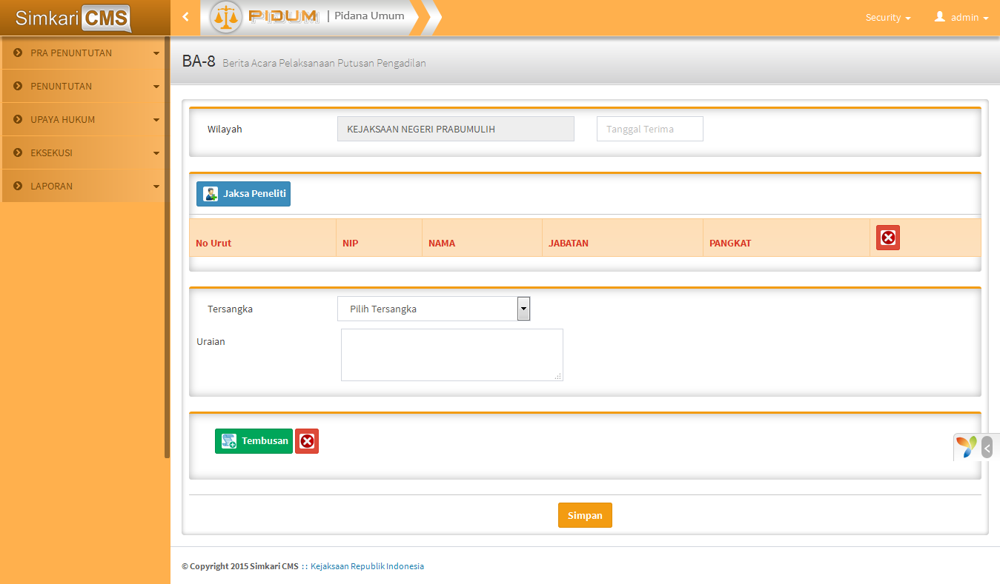 Simkari CMS
PIDUM | Pidana Umum
Security
admin
PRA PENUNTUTAN
PENUNTUTAN
UPAYA HUKUM
EKSEKUSI
LAPORAN
BA-8 Berita Acara Pelaksanaan Putusan Pengadilan
Wilayah KEJAKSAAN NEGERI PRABUMULIH Tanggal Terima
Jaksa Peneliti
No Urut NIP NAMA JABATAN PANGKAT
Tersangka Pilih Tersangka
Uraian
Tembusan
Simpan
© Copyright 2015 Simkari CMS :: Kejaksaan Republik Indonesia